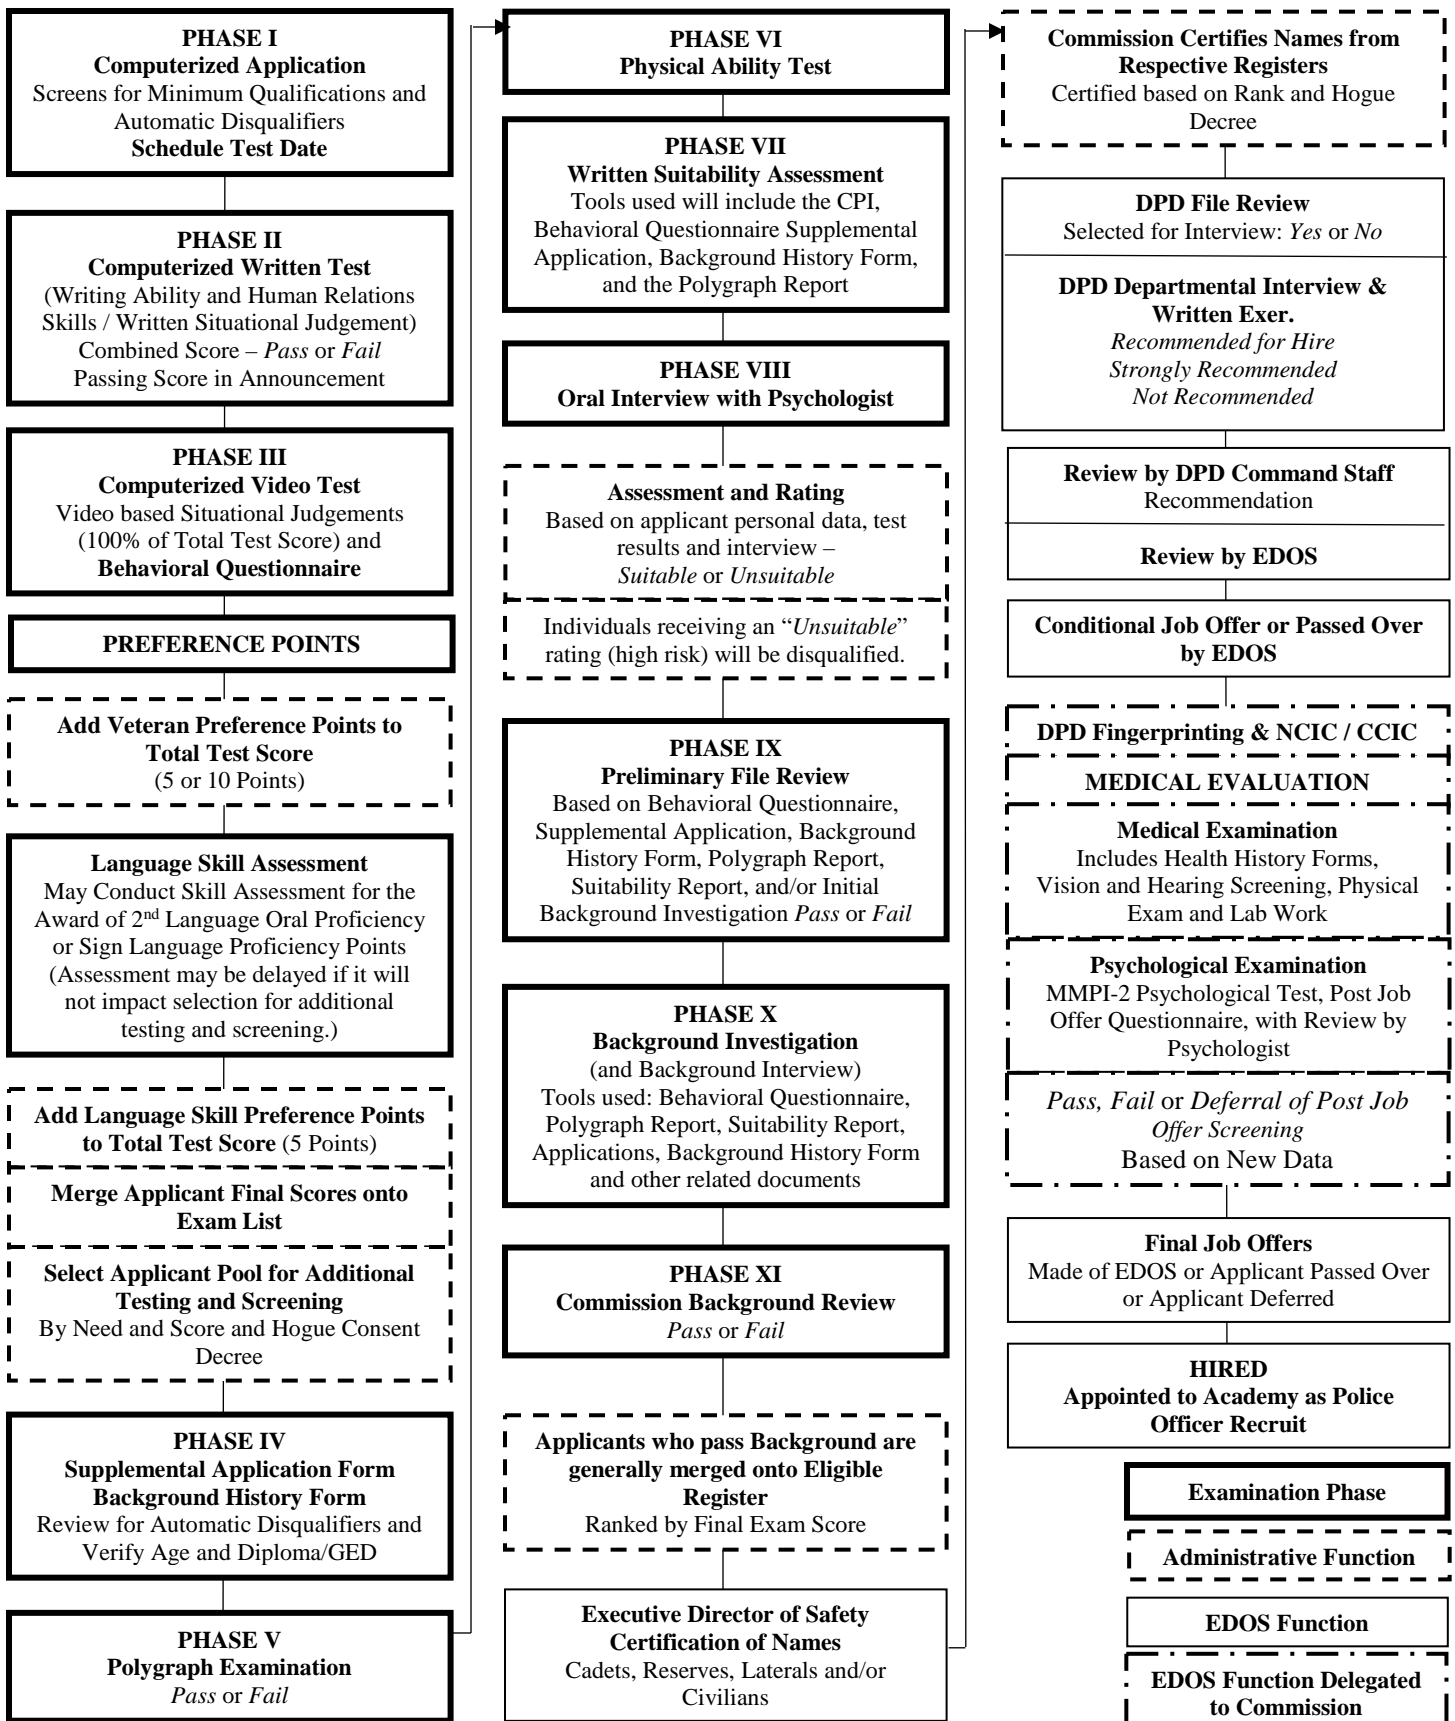 PHASE I
Computerized Application
Screens for Minimum Qualifications and
Automatic Disqualifiers
Schedule Test Date
PHASE II
Computerized Written Test
(Writing Ability and Human Relations
Skills / Written Situational Judgement)
Combined Score – Pass or Fail
Passing Score in Announcement
PHASE III
Computerized Video Test
Video based Situational Judgements
(100% of Total Test Score) and
Behavioral Questionnaire
PREFERENCE POINTS
Add Veteran Preference Points to
Total Test Score
(5 or 10 Points)
Language Skill Assessment
May Conduct Skill Assessment for the
Award of 2nd Language Oral Proficiency
or Sign Language Proficiency Points
(Assessment may be delayed if it will
not impact selection for additional
testing and screening.)
Add Language Skill Preference Points
to Total Test Score (5 Points)
Merge Applicant Final Scores onto
Exam List
Select Applicant Pool for Additional
Testing and Screening
By Need and Score and Hogue Consent
Decree
PHASE IV
Supplemental Application Form
Background History Form
Review for Automatic Disqualifiers and
Verify Age and Diploma/GED
PHASE V
Polygraph Examination
Pass or Fail
PHASE VI
Physical Ability Test
PHASE VII
Written Suitability Assessment
Tools used will include the CPI,
Behavioral Questionnaire Supplemental
Application, Background History Form,
and the Polygraph Report
PHASE VIII
Oral Interview with Psychologist
Assessment and Rating
Based on applicant personal data, test
results and interview –
Suitable or Unsuitable
Individuals receiving an “Unsuitable”
rating (high risk) will be disqualified.
PHASE IX
Preliminary File Review
Based on Behavioral Questionnaire,
Supplemental Application, Background
History Form, Polygraph Report,
Suitability Report, and/or Initial
Background Investigation Pass or Fail
PHASE X
Background Investigation
(and Background Interview)
Tools used: Behavioral Questionnaire,
Polygraph Report, Suitability Report,
Applications, Background History Form
and other related documents
PHASE XI
Commission Background Review
Pass or Fail
Applicants who pass Background are
generally merged onto Eligible
Register
Ranked by Final Exam Score
Executive Director of Safety
Certification of Names
Cadets, Reserves, Laterals and/or
Civilians
Commission Certifies Names from
Respective Registers
Certified based on Rank and Hogue
Decree
DPD File Review
Selected for Interview: Yes or No
DPD Departmental Interview &
Written Exer.
Recommended for Hire
Strongly Recommended
Not Recommended
Review by DPD Command Staff
Recommendation
Review by EDOS
Conditional Job Offer or Passed Over
by EDOS
DPD Fingerprinting & NCIC / CCIC
MEDICAL EVALUATION
Medical Examination
Includes Health History Forms,
Vision and Hearing Screening, Physical
Exam and Lab Work
Psychological Examination
MMPI-2 Psychological Test, Post Job
Offer Questionnaire, with Review by
Psychologist
Pass, Fail or Deferral of Post Job
Offer Screening
Based on New Data
Final Job Offers
Made of EDOS or Applicant Passed Over
or Applicant Deferred
HIRED
Appointed to Academy as Police
Officer Recruit
Examination Phase
Administrative Function
EDOS Function
EDOS Function Delegated
to Commission